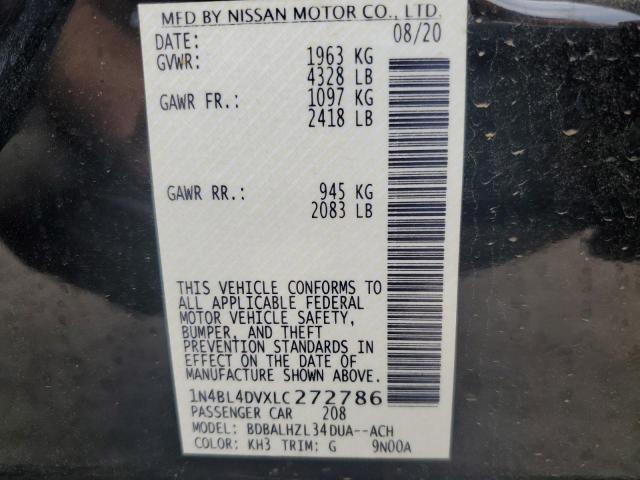 MFD BY NISSAN MOTOR CO., LTD.
DATE: 08/20
GVWR: 1963 KG
4328 LB
GAWR FR.: 1097 KG
2418 LB
GAWR RR.: 945 KG
2083 LB
THIS VEHICLE CONFORMS TO
ALL APPLICABLE FEDERAL
MOTOR VEHICLE SAFETY,
BUMPER, AND THEFT
PREVENTION STANDARDS IN
EFFECT ON THE DATE OF
MANUFACTURE SHOWN ABOVE.
1N4BL4DVXLC272786
PASSENGER CAR 208
MODEL: BDBALHZL34DUA--ACH
COLOR: KH3 TRIM: G 9N00A